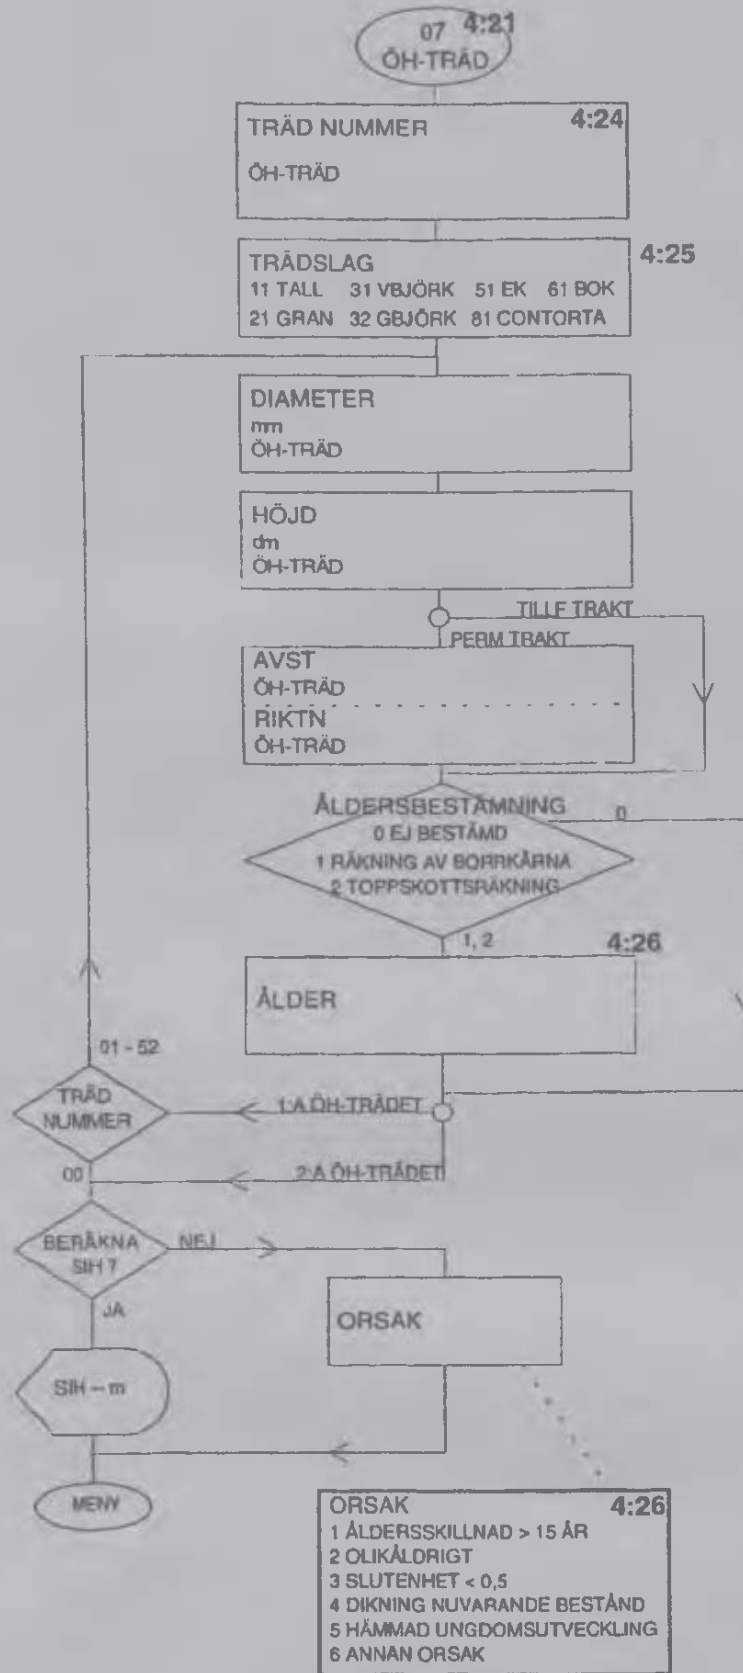 07 4:21
ÖH-TRÄD
TRÄD NUMMER 4:24
ÖH-TRÄD
TRÄDSLAG 4:25
11 TALL 31 VBJÖRK 51 EK 61 BOK
21 GRAN 32 GBJÖRK 81 CONTORTA
DIAMETER
mm
ÖH-TRÄD
HÖJD
dm
ÖH-TRÄD
TILLF TRAKT
PERM TRAKT
AVST
ÖH-TRÄD
RIKTN
ÖH-TRÄD
ÅLDERSBESTÄMNING
0 EJ BESTÄMD
0
1 RÄKNING AV BORRKÄRNA
2 TOPPSKOTTSRÄKNING
1, 2
4:26
ÅLDER
01 - 52
TRÄD
NUMMER
1:A ÖH-TRÄDET
00
2:A ÖH-TRÄDET
BERÄKNA
SIH ?
NEJ
JA
ORSAK
SIH – m
MENY
ORSAK 4:26
1 ÅLDERSSKILLNAD > 15 ÅR
2 OLIKÅLDRIGT
3 SLUTENHET < 0,5
4 DIKNING NUVARANDE BESTÅND
5 HÄMMAD UNGDOMSUTVECKLING
6 ANNAN ORSAK